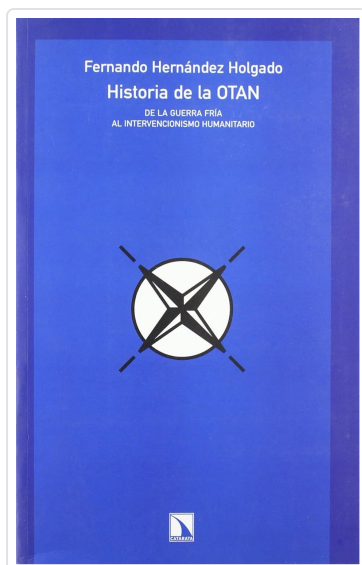 Fernando Hernández Holgado
Historia de la OTAN
DE LA GUERRA FRÍA
AL INTERVENCIONISMO HUMANITARIO
CATARATA